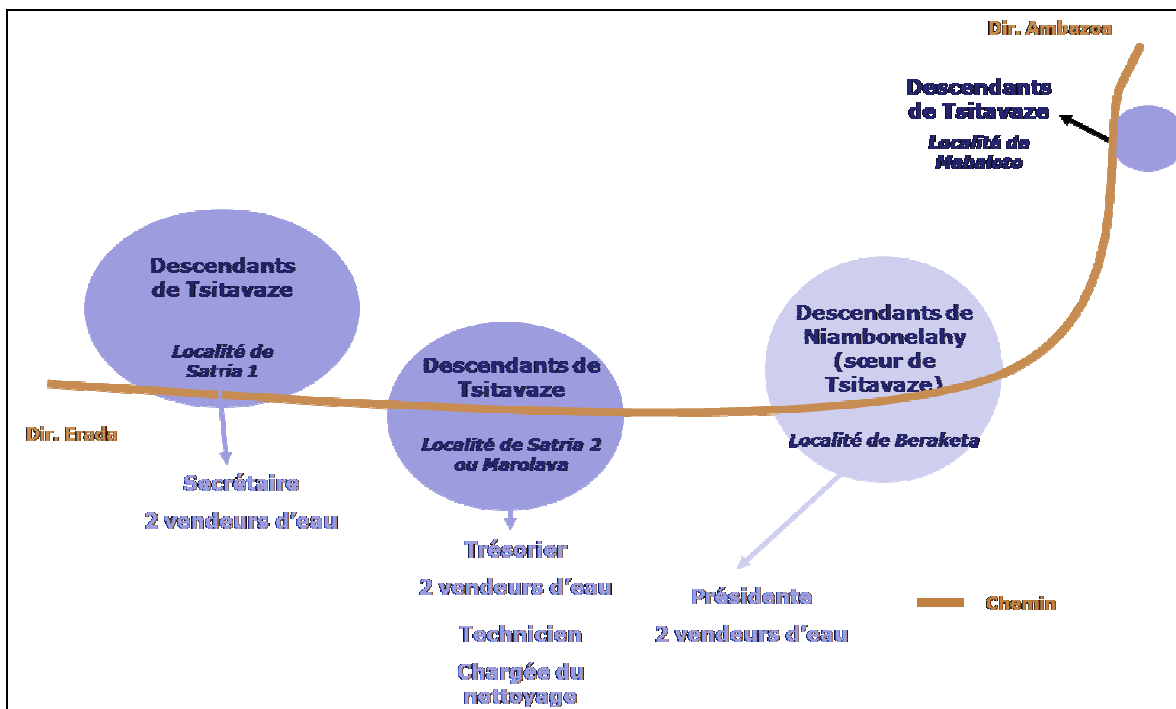 Dir. Ambazoa
Descendants
de Tsitavaze
Localité de
Habaloto
Descendants
de Tsitavaze
Localité de
Satria 1
Descendants de
Tsitavaze
Localité de Satria 2
ou Marolava
Descendants de
Niambonelahy
(sœur de
Tsitavaze)
Localité de Beraketa
Dir. Erada
Secrétaire
2 vendeurs d’eau
Trésorier
2 vendeurs d’eau
Technicien
Chargée du
nettoyage
Présidente
2 vendeurs d’eau
Chemin